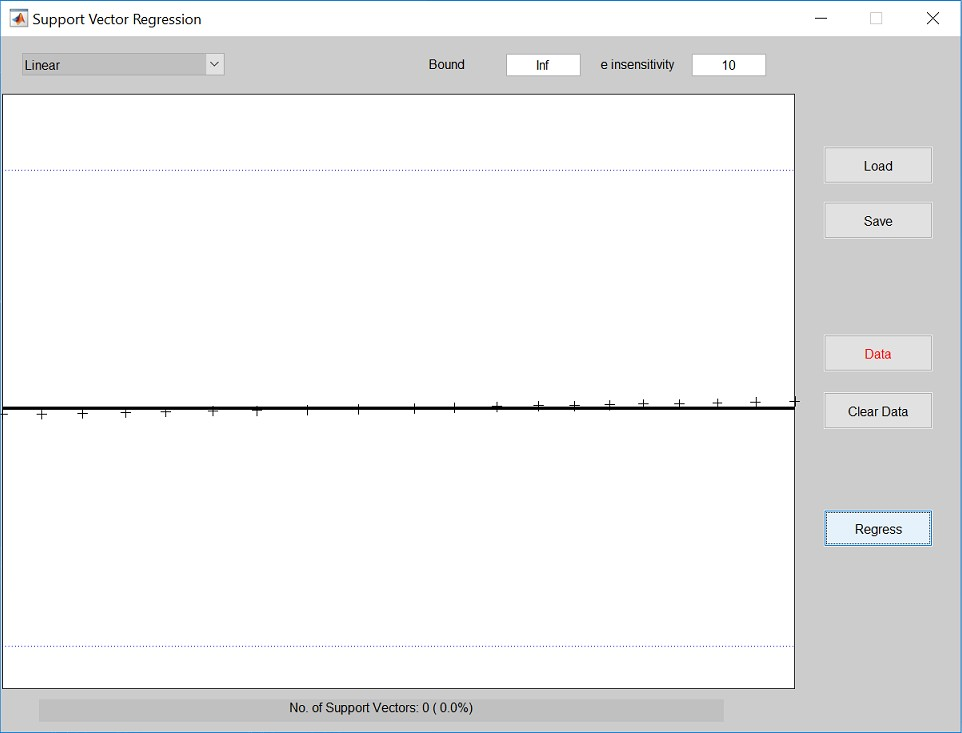 Support Vector Regression
Linear
Bound
Inf
e insensitivity
10
Load
Save
Data
Clear Data
Regress
No. of Support Vectors: 0 ( 0.0%)